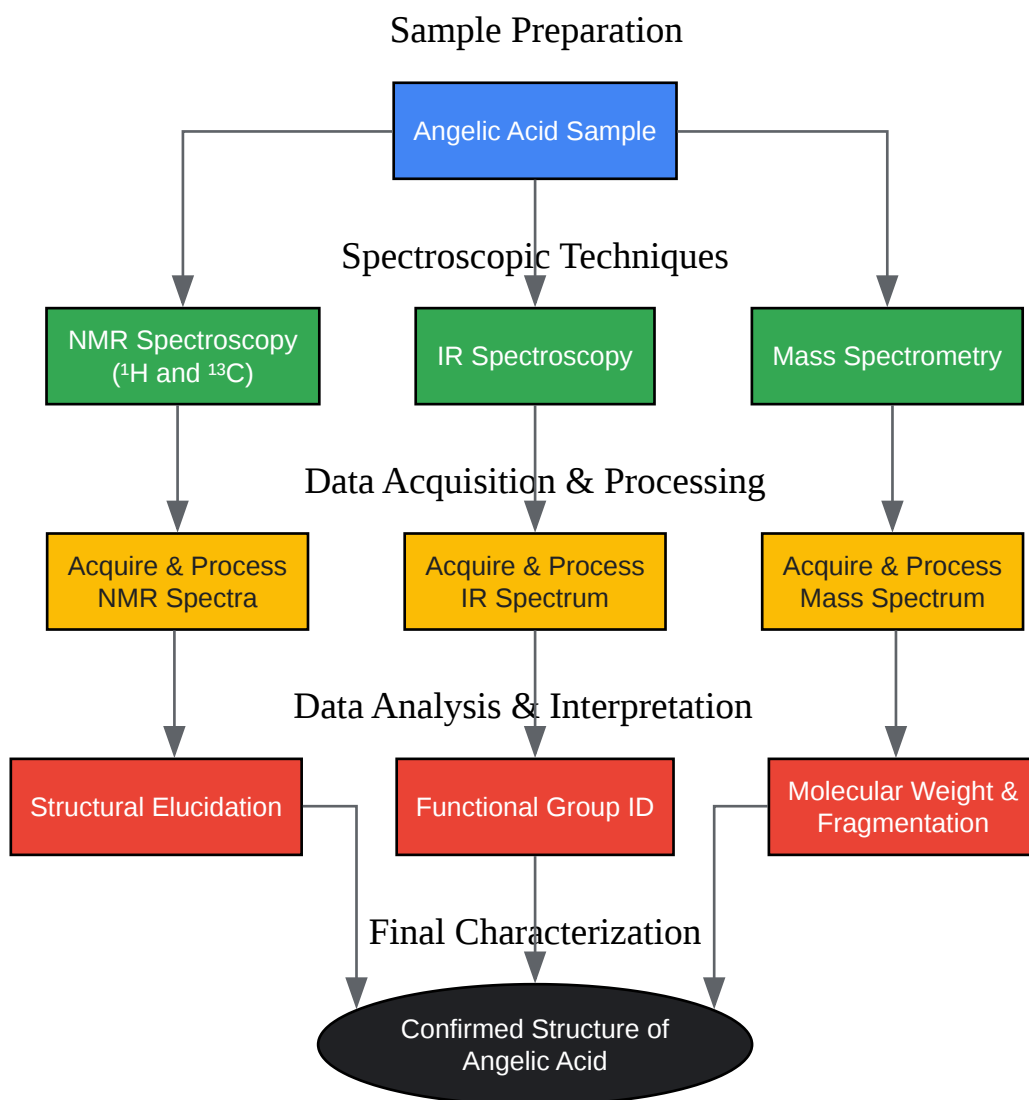 Sample Preparation
Angelic Acid Sample
Spectroscopic Techniques
NMR Spectroscopy
(¹H and ¹³C)
IR Spectroscopy
Mass Spectrometry
Data Acquisition & Processing
Acquire & Process
NMR Spectra
Acquire & Process
IR Spectrum
Acquire & Process
Mass Spectrum
Data Analysis & Interpretation
Structural Elucidation
Functional Group ID
Molecular Weight &
Fragmentation
Final Characterization
Confirmed Structure of
Angelic Acid